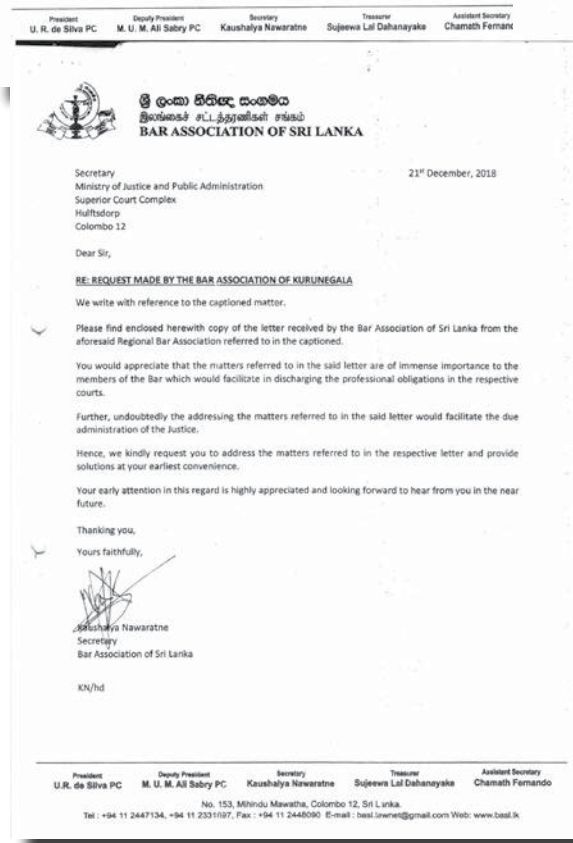 President Deputy President Secretary Treasurer Assistant Secretary
U. R. de Silva PC M. U. M. Ali Sabry PC Kaushalya Nawaratne Sujeewa Lal Dahanayake Chamath Fernand
ශ්‍රී ලංකා නීතිඥ සංගමය
இலங்கைச் சட்டத்தரணிகள் சங்கம்
BAR ASSOCIATION OF SRI LANKA
Secretary 21st December, 2018
Ministry of Justice and Public Administration
Superior Court Complex
Hulftsdorp
Colombo 12
Dear Sir,
RE: REQUEST MADE BY THE BAR ASSOCIATION OF KURUNEGALA
We write with reference to the captioned matter.
Please find enclosed herewith copy of the letter received by the Bar Association of Sri Lanka from the
aforesaid Regional Bar Association referred to in the captioned.
You would appreciate that the matters referred to in the said letter are of immense importance to the
members of the Bar which would facilitate in discharging the professional obligations in the respective
courts.
Further, undoubtedly the addressing the matters referred to in the said letter would facilitate the due
administration of the Justice.
Hence, we kindly request you to address the matters referred to in the respective letter and provide
solutions at your earliest convenience.
Your early attention in this regard is highly appreciated and looking forward to hear from you in the near
future.
Thanking you,
Yours faithfully,
Kaushalya Nawaratne
Secretary
Bar Association of Sri Lanka
KN/hd
President Deputy President Secretary Treasurer Assistant Secretary
U.R. de Silva PC M. U. M. Ali Sabry PC Kaushalya Nawaratne Sujeewa Lal Dahanayake Chamath Fernando
No. 153, Mihindu Mawatha, Colombo 12, Sri Lanka.
Tel : +94 11 2447134, +94 11 2331697, Fax : +94 11 2448090 E-mail : basl.lawnet@gmail.com Web: www.basl.lk